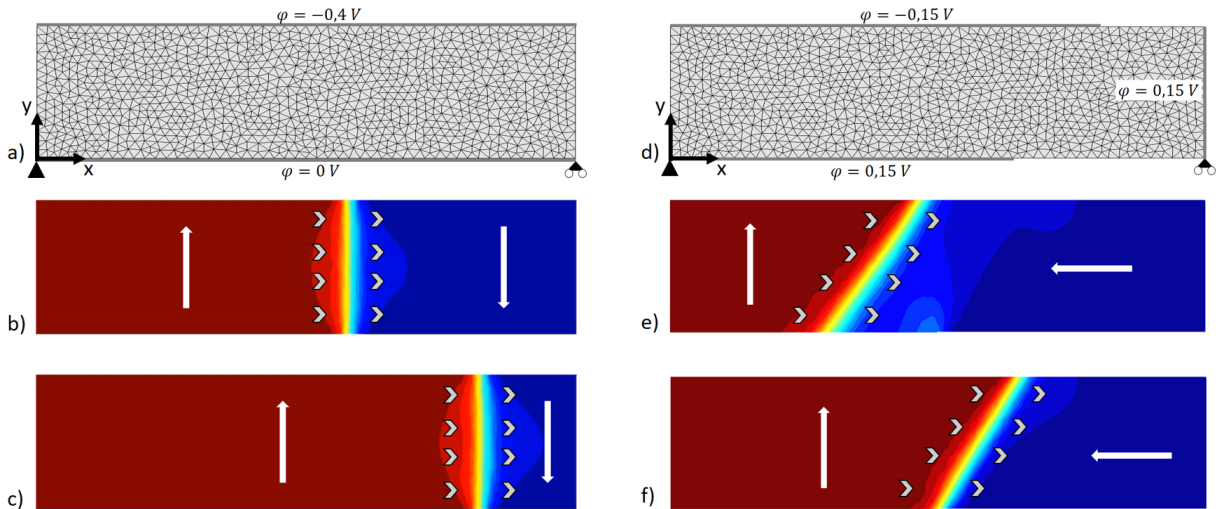 φ = −0,4 V
y
a)
x
φ = 0 V
b)
c)
φ = −0,15 V
φ = 0,15 V
y
d)
x
φ = 0,15 V
e)
f)